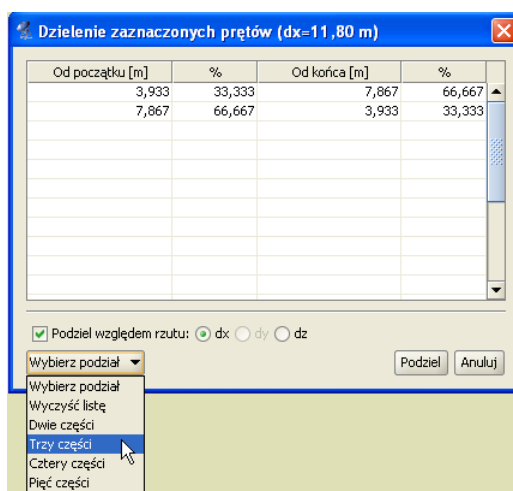 Dzielenie zaznaczonych prętów (dx=11,80 m)
Od początku [m] % Od końca [m] %
3,933 33,333 7,867 66,667
7,867 66,667 3,933 33,333
Podziel względem rzutu: dx dy dz
Wybierz podział Podziel Anuluj
Wybierz podział
Wyczyść listę
Dwie części
Trzy części
Cztery części
Pięć części